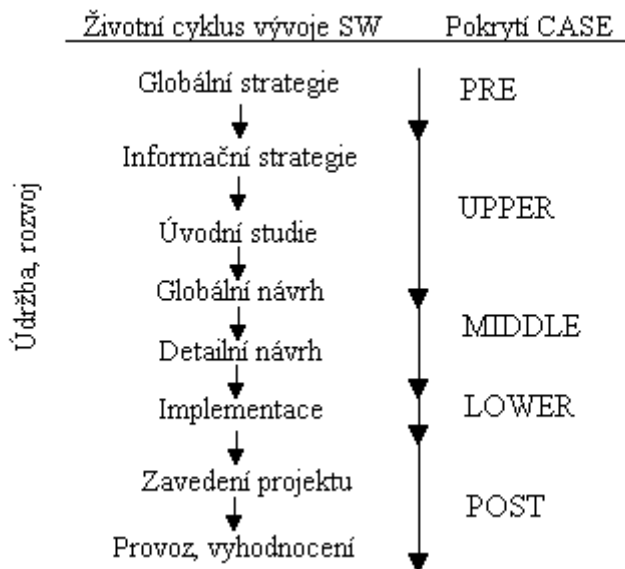 Životní cyklus vývoje SW Pokrytí CASE
Globální strategie PRE
Informační strategie
UPPER
Úvodní studie
Globální návrh
MIDDLE
Detailní návrh
Implementace LOWER
Zavedení projektu
POST
Provoz, vyhodnocení
Údržba, rozvoj